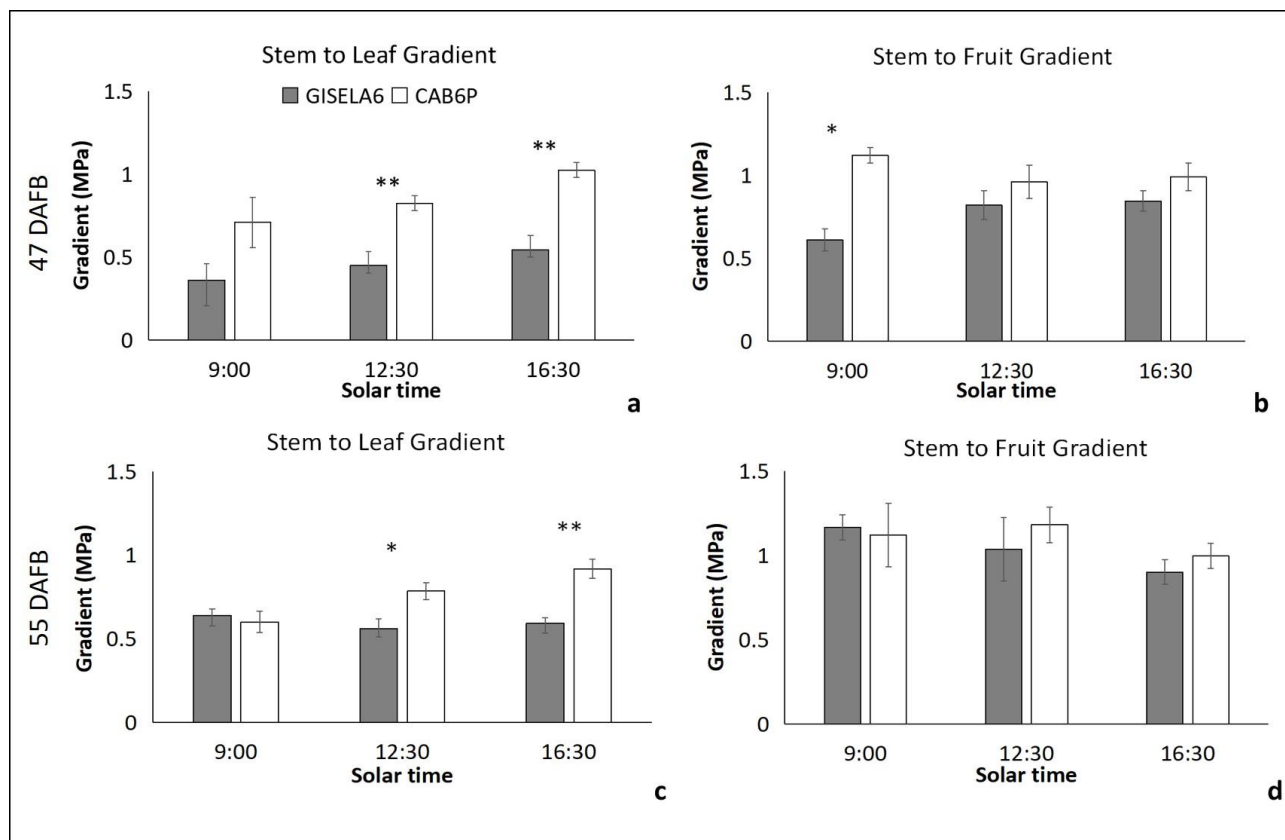 47 DAFB
Stem to Leaf Gradient
GISELA6 CAB6P
Gradient (MPa)
1.5
1
0.5
0
**
**
9:00 12:30 16:30
Solar time
a
Stem to Fruit Gradient
Gradient (MPa)
1.5
1
0.5
0
*
9:00 12:30 16:30
Solar time
b
55 DAFB
Stem to Leaf Gradient
Gradient (MPa)
1.5
1
0.5
0
*
**
9:00 12:30 16:30
Solar time
c
Stem to Fruit Gradient
Gradient (MPa)
1.5
1
0.5
0
9:00 12:30 16:30
Solar time
d